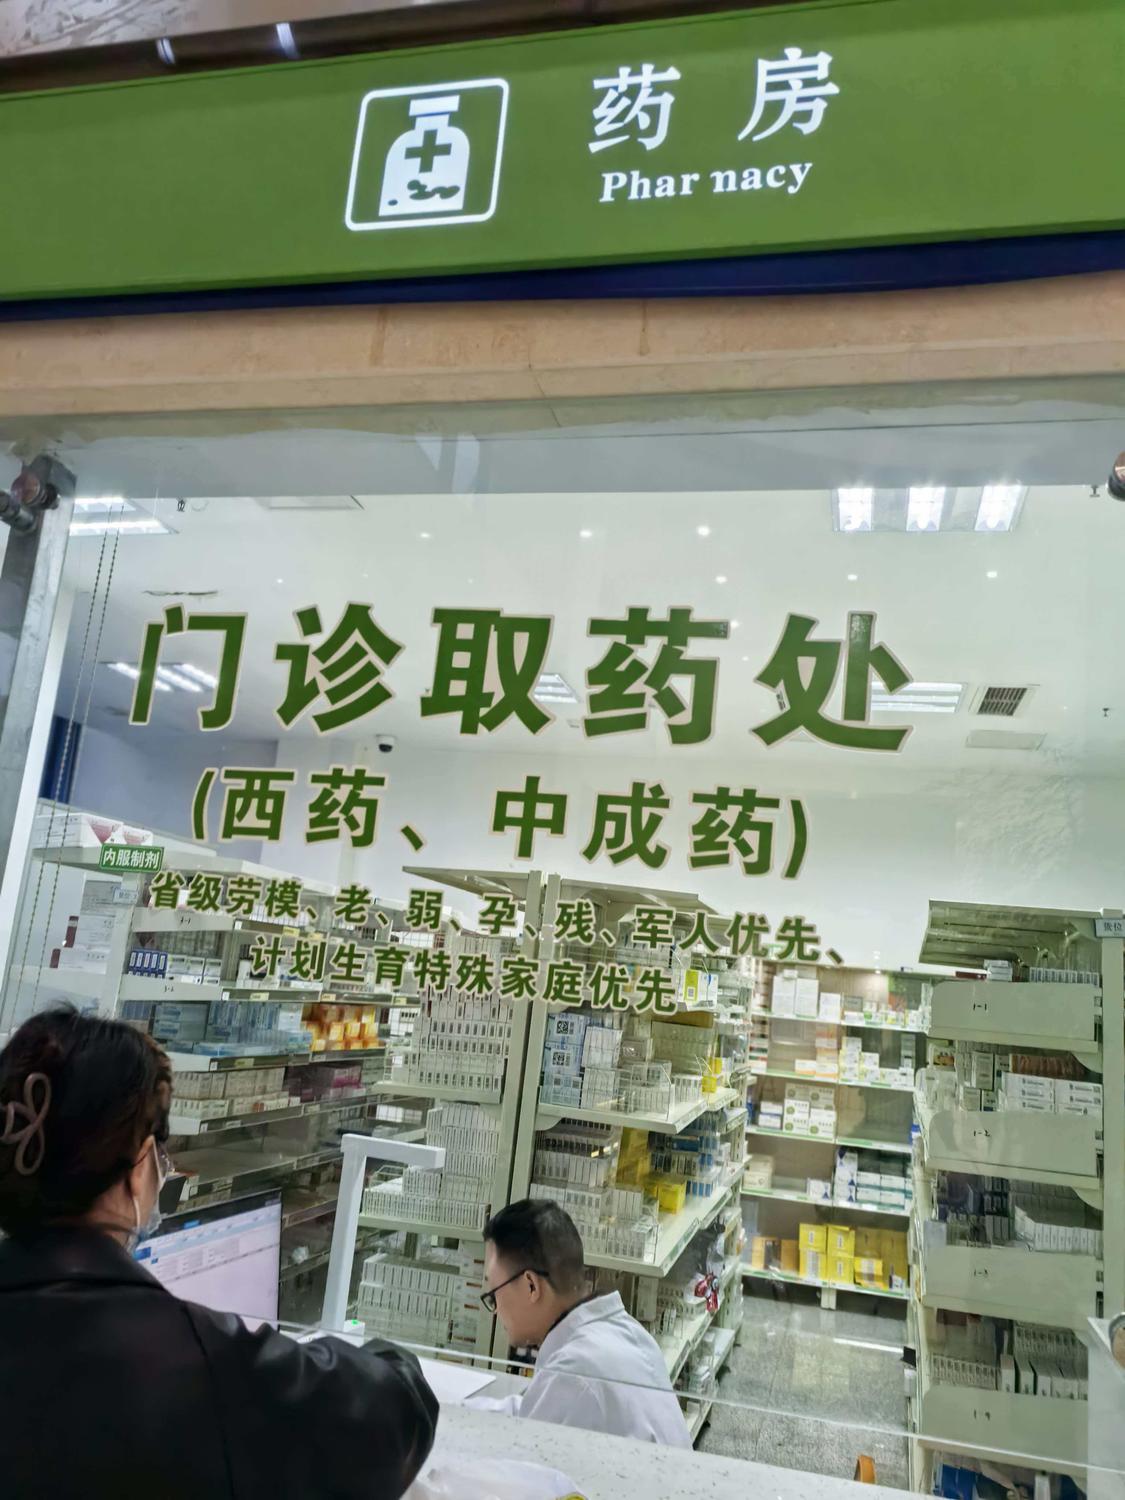 药房
Phar nacy
门诊取药处
(西药、中成药)
内服制剂
省级劳模、老、弱、孕、残、军人优先、
计划生育特殊家庭优先